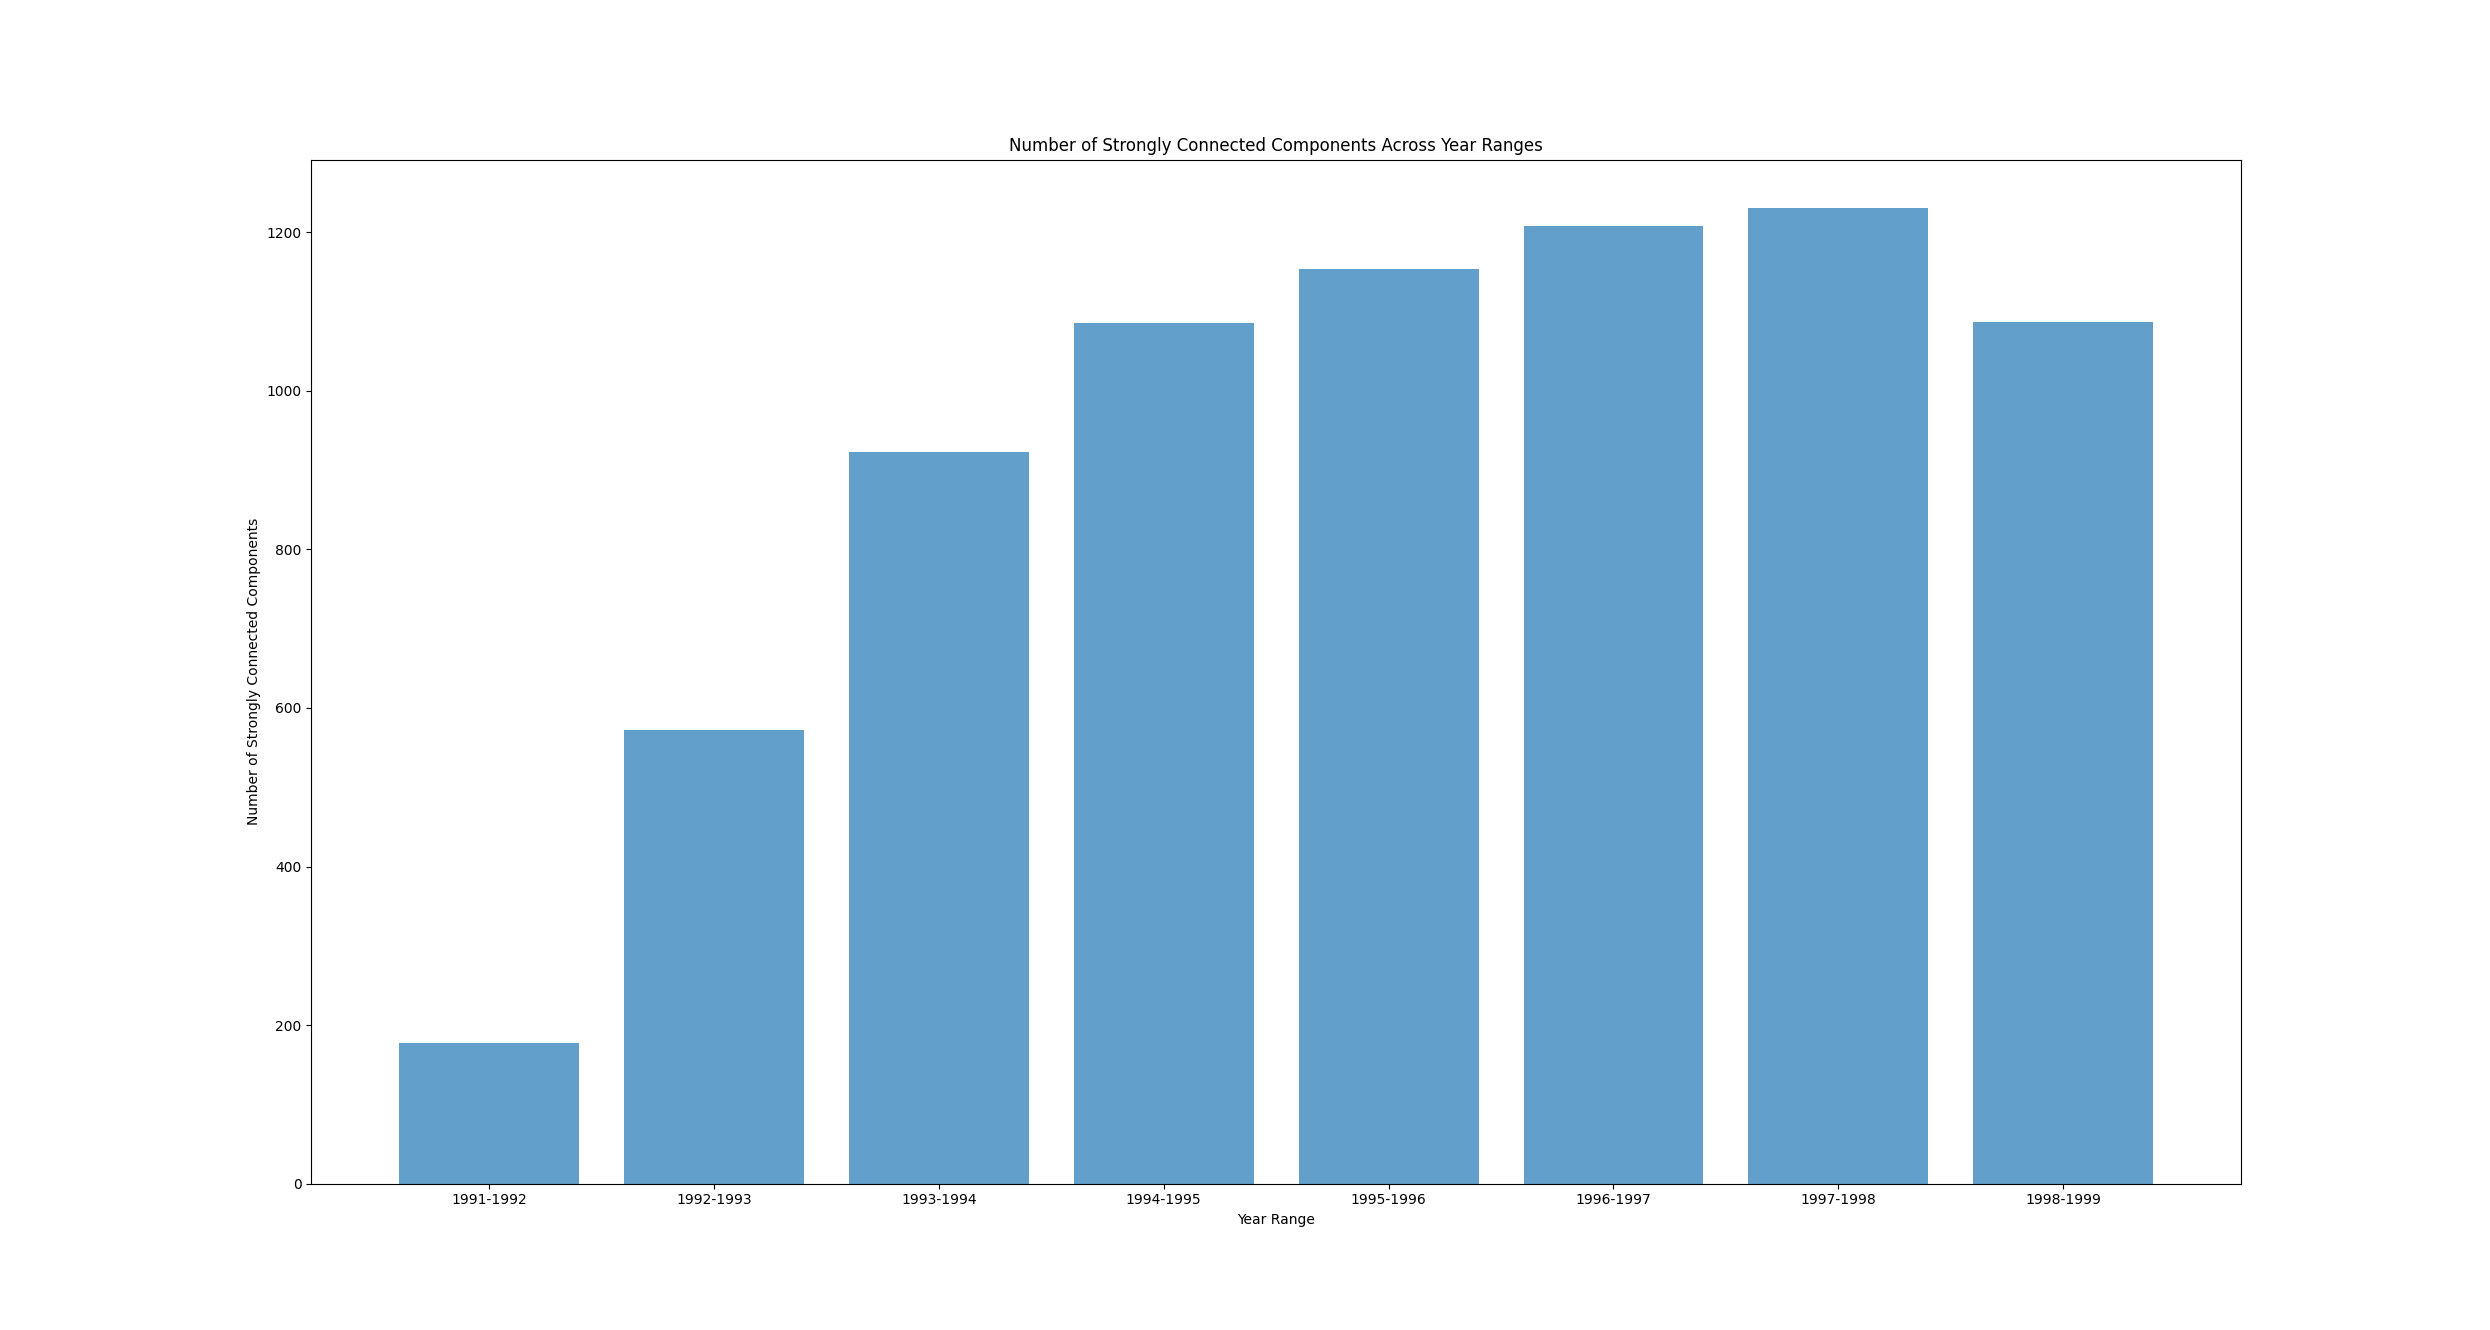 Number of Strongly Connected Components Across Year Ranges
Number of Strongly Connected Components
1200
1000
800
600
400
200
0
1991-1992 1992-1993 1993-1994 1994-1995 1995-1996 1996-1997 1997-1998 1998-1999
Year Range